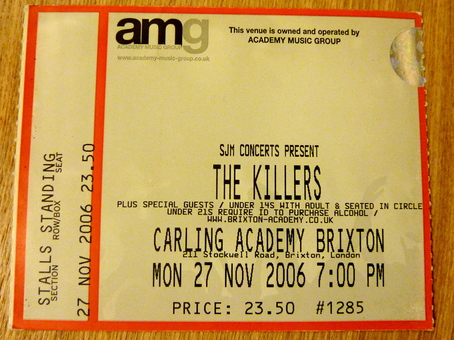 amg
ACADEMY MUSIC GROUP
www.academy-music-group.co.uk
This venue is owned and operated by
ACADEMY MUSIC GROUP
STALLS STANDING
SECTION ROW/BOX SEAT
27 NOV 2006 23.50
SJM CONCERTS PRESENT
THE KILLERS
PLUS SPECIAL GUESTS / UNDER 14S WITH ADULT & SEATED IN CIRCLE
UNDER 21S REQUIRE ID TO PURCHASE ALCOHOL /
WWW.BRIXTON-ACADEMY.CO.UK
CARLING ACADEMY BRIXTON
211 Stockwell Road, Brixton, London
MON 27 NOV 2006 7:00 PM
PRICE: 23.50 #1285